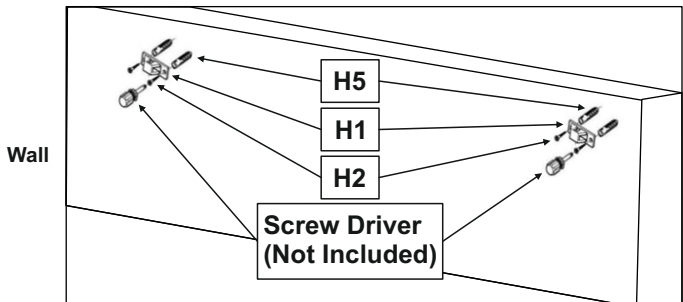 H5
H1
Wall
H2
Screw Driver
(Not Included)